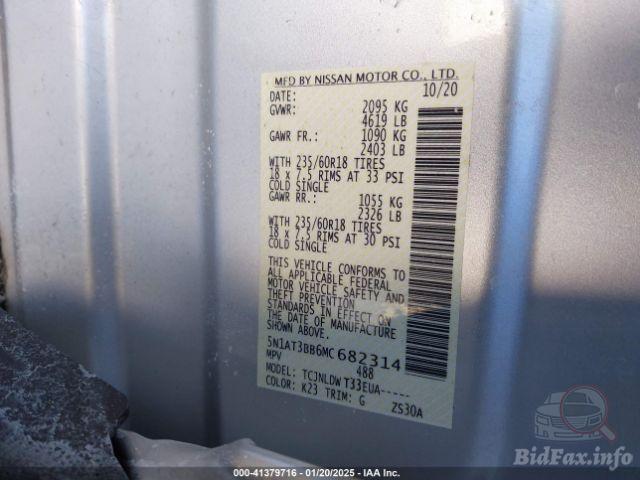 MFD BY NISSAN MOTOR CO., LTD.
DATE: 10/20
GVWR: 2095 KG
4619 LB
GAWR FR.: 1090 KG
2403 LB
WITH 235/60R18 TIRES
18 x 7.5 RIMS AT 33 PSI
COLD SINGLE
GAWR RR.: 1055 KG
2326 LB
WITH 235/60R18 TIRES
18 x 7.5 RIMS AT 30 PSI
COLD SINGLE
THIS VEHICLE CONFORMS TO
ALL APPLICABLE FEDERAL
MOTOR VEHICLE SAFETY AND
THEFT PREVENTION
STANDARDS IN EFFECT ON
THE DATE OF MANUFACTURE
SHOWN ABOVE.
5N1AT3BB6MC 682314
MPV 488
MODEL: TCJNLDW T33EUA-----
COLOR: K23 TRIM: G ZS30A
BidFax.info
000-41379716 - 01/20/2025 - IAA Inc.